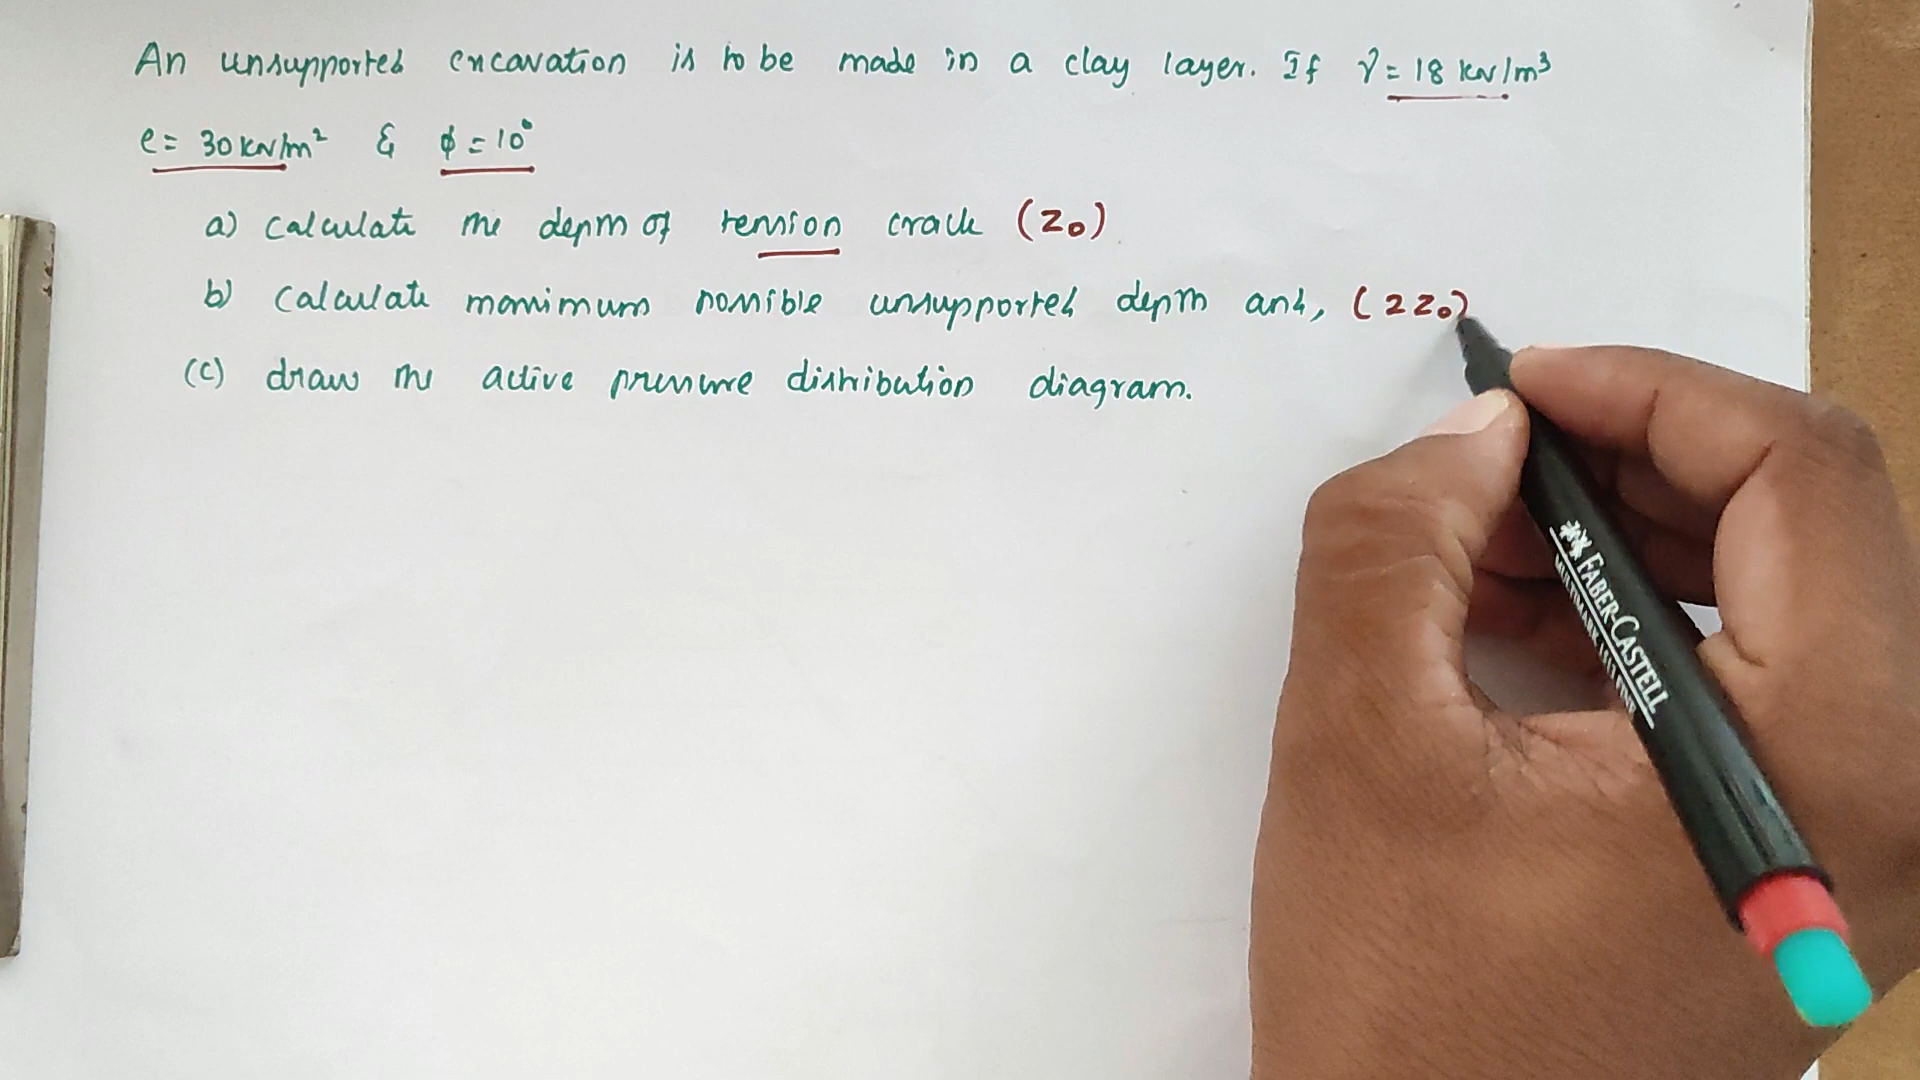 An unsupported excavation is to be made in a clay layer. If γ = 18 kN/m³
c = 30 kN/m² & φ = 10°
a) calculate the depth of tension crack (Z₀)
b) calculate maximum possible unsupported depth and, (2Z₀)
(c) draw the active pressure distribution diagram.
FABER-CASTELL